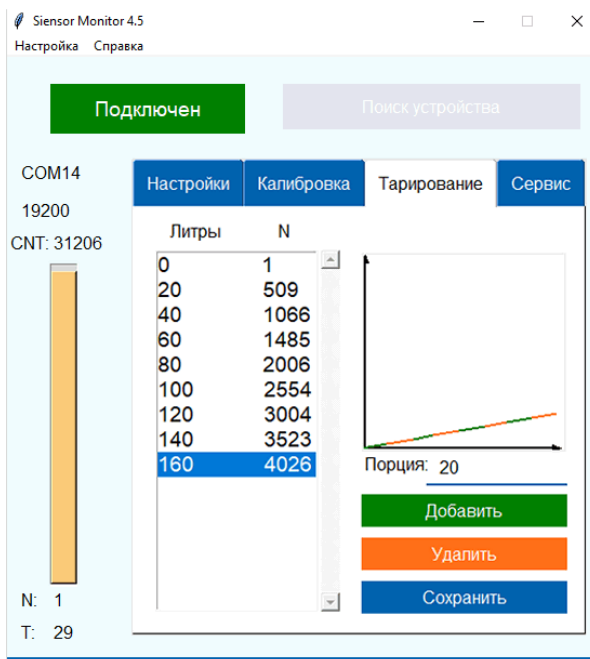 Siensor Monitor 4.5
Настройка Справка
Подключен
Поиск устройства
COM14
19200
CNT: 31206
Настройки Калибровка Тарирование Сервис
Литры N
0 1
20 509
40 1066
60 1485
80 2006
100 2554
120 3004
140 3523
160 4026
Порция: 20
Добавить
Удалить
Сохранить
N: 1
T: 29